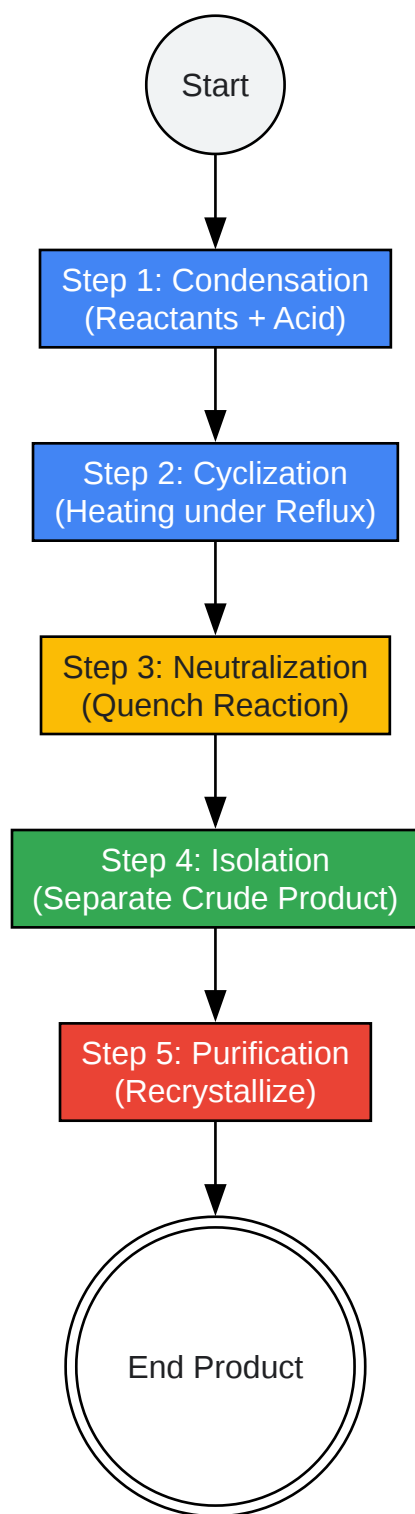 Start
Step 1: Condensation
(Reactants + Acid)
Step 2: Cyclization
(Heating under Reflux)
Step 3: Neutralization
(Quench Reaction)
Step 4: Isolation
(Separate Crude Product)
Step 5: Purification
(Recrystallize)
End Product